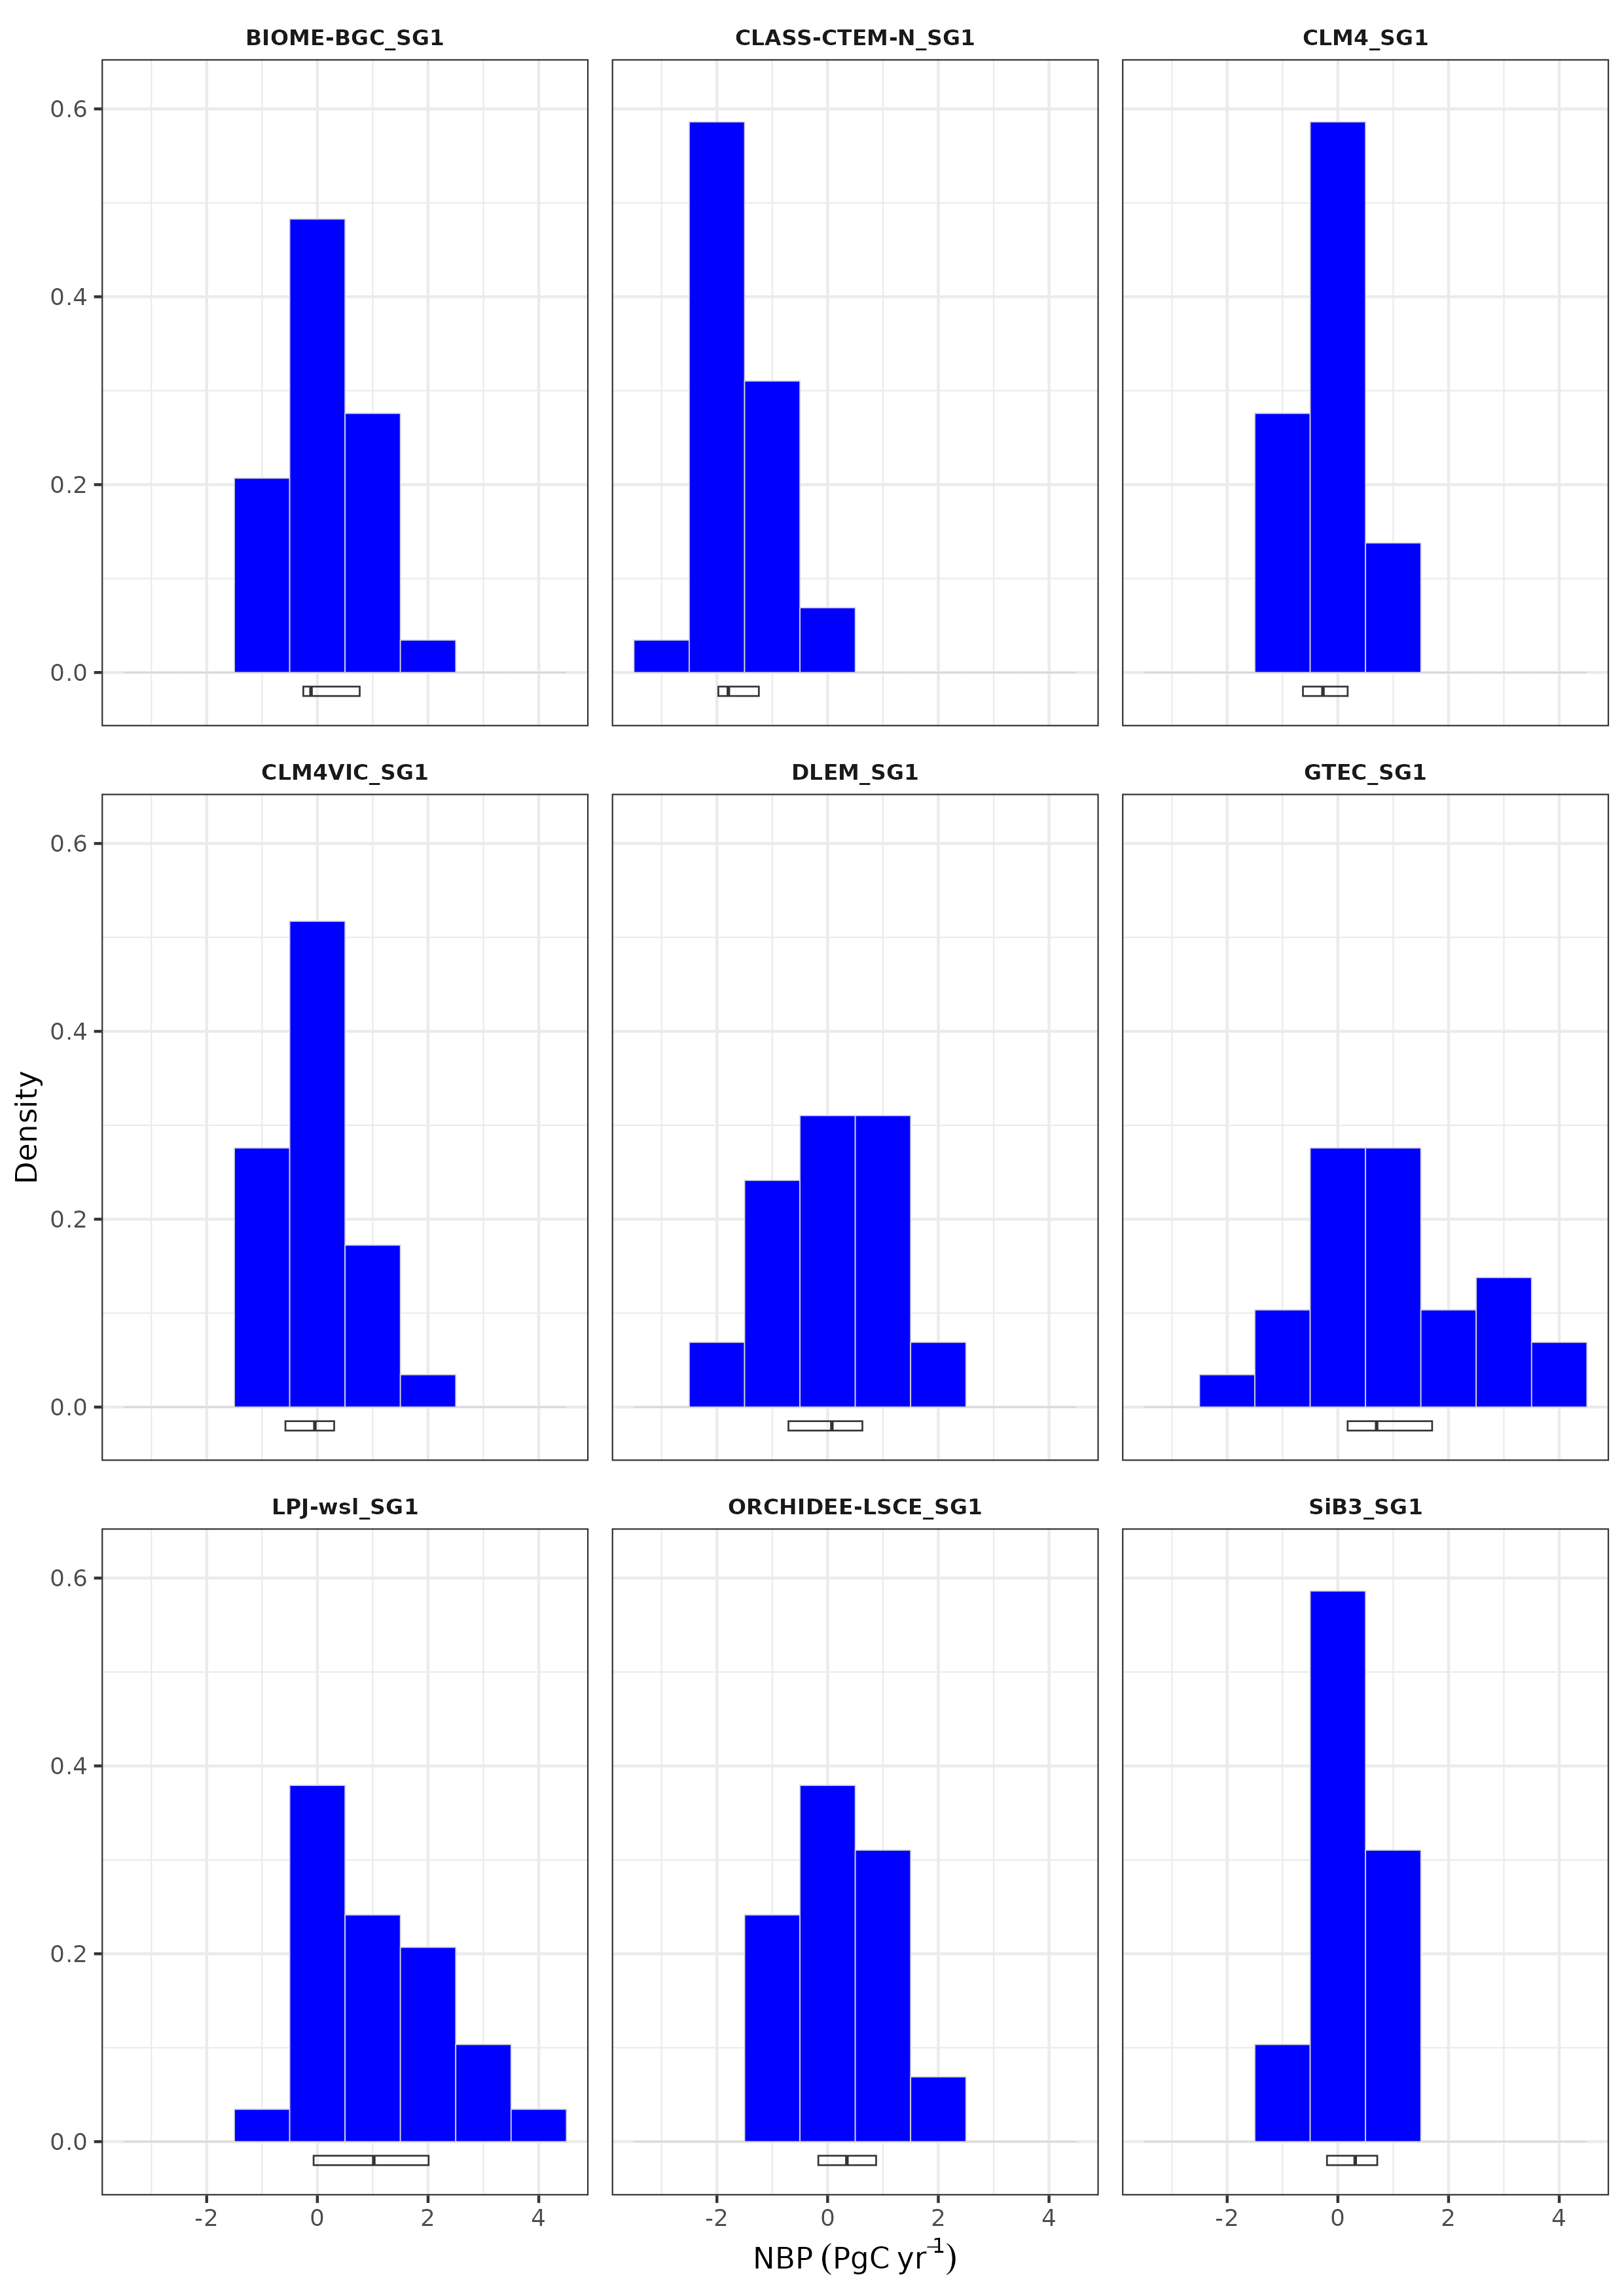 BIOME-BGC_SG1 CLASS-CTEM-N_SG1 CLM4_SG1
0.6
0.4
0.2
0.0
CLM4VIC_SG1 DLEM_SG1 GTEC_SG1
0.6
0.4
0.2
0.0
Density
LPJ-wsl_SG1 ORCHIDEE-LSCE_SG1 SiB3_SG1
0.6
0.4
0.2
0.0
-2 0 2 4 -2 0 2 4 -2 0 2 4
NBP (PgC yr⁻¹)